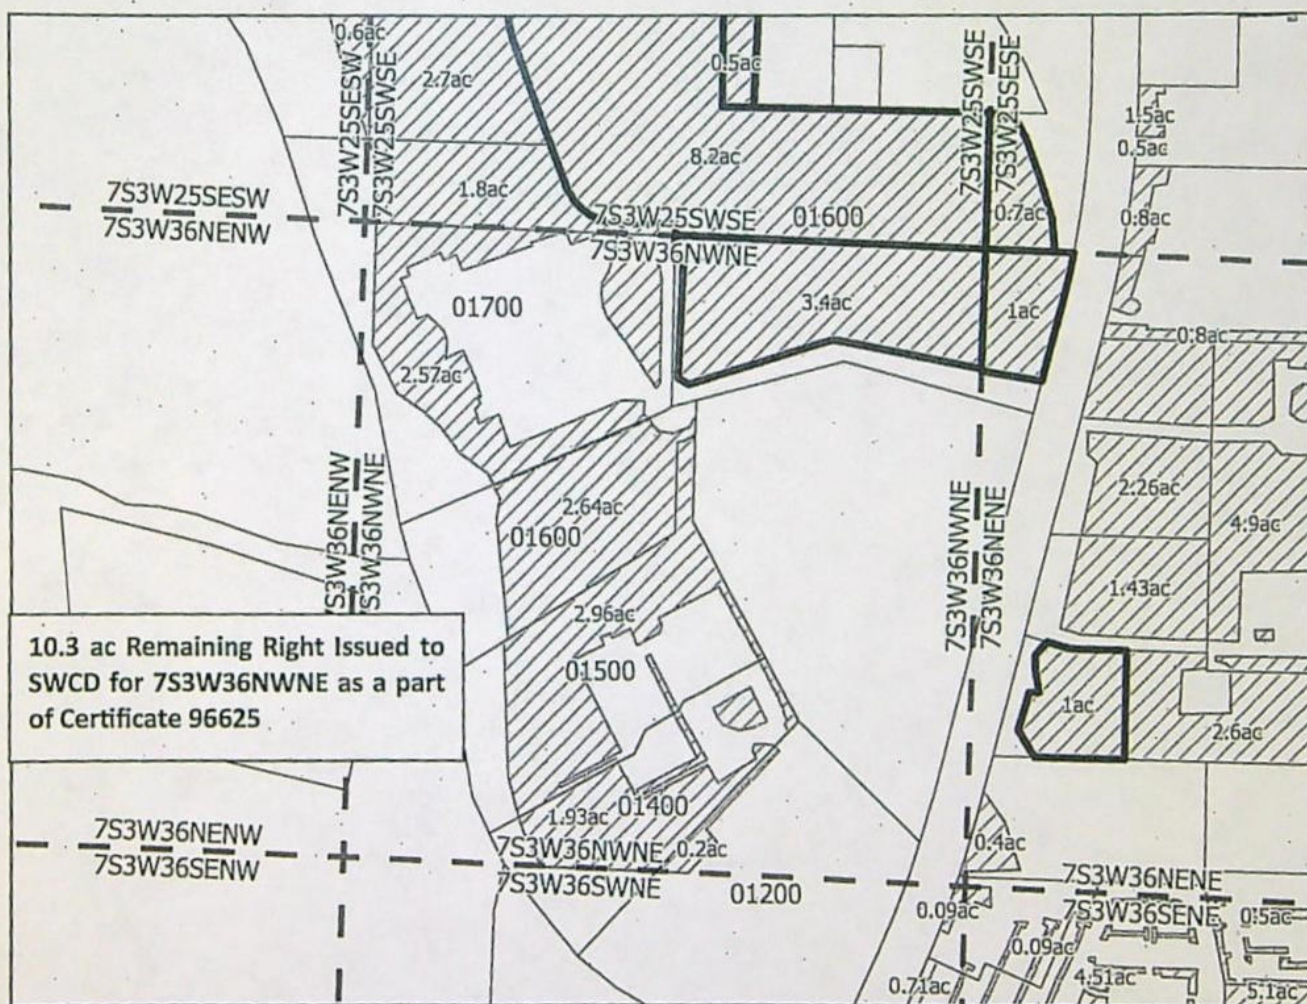 0.6ac
2.7ac
0.5ac
7S3W25SESW
7S3W25SWSE
7S3W25SWSE
7S3W25SESE
1.5ac
0.5ac
8.2ac
1.8ac
7S3W25SESW
7S3W36NENW
7S3W25SWSE
7S3W36NWNE
01600
0.7ac
0.8ac
01700
3.4ac
1ac
0.8ac
2.57ac
7S3W36NENW
7S3W36NWNE
2.64ac
01600
7S3W36NWNE
7S3W36NENE
2.26ac
4.9ac
1.43ac
2.96ac
01500
10.3 ac Remaining Right Issued to
SWCD for 7S3W36NWNE as a part
of Certificate 96625
1ac
2.6ac
1.93ac
01400
0.2ac
0.4ac
7S3W36NENW
7S3W36SENW
7S3W36NWNE
7S3W36SWNE
01200
7S3W36NENE
7S3W36SENE
0.09ac
0.5ac
0.09ac
0.71ac
4.51ac
5.1ac